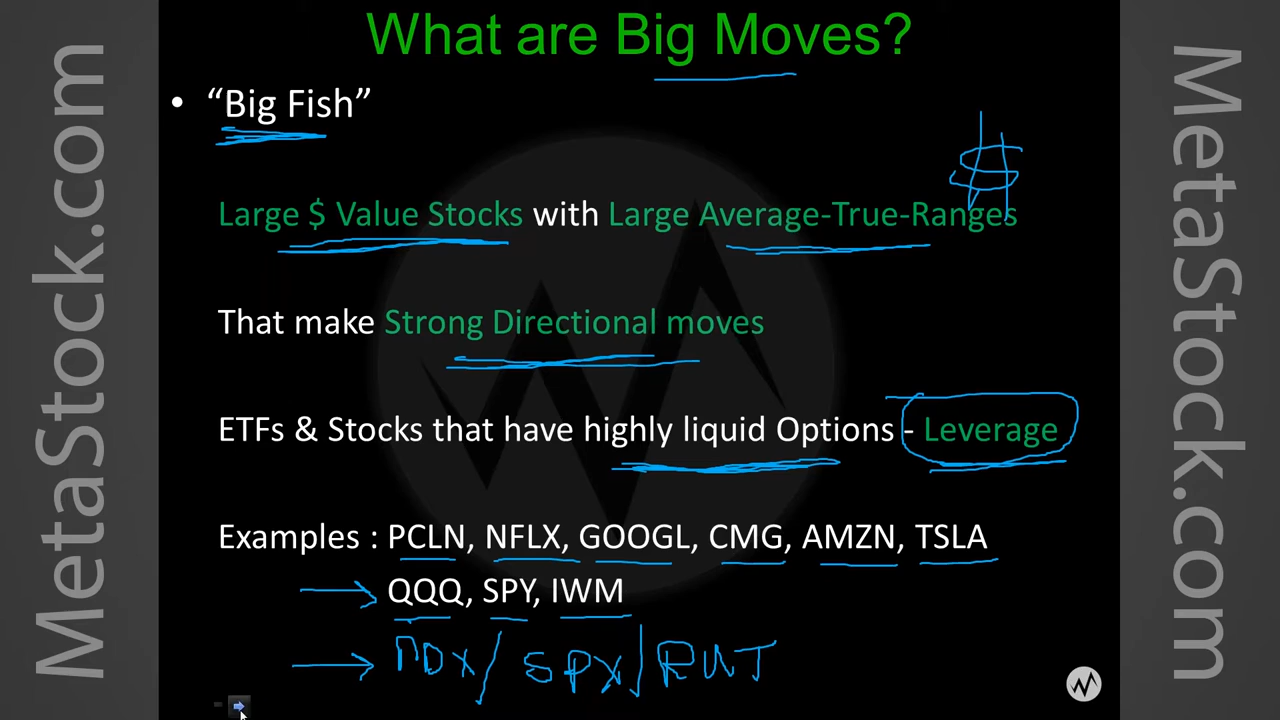 What are Big Moves?
• “Big Fish”
$
Large $ Value Stocks with Large Average-True-Ranges
That make Strong Directional moves
ETFs & Stocks that have highly liquid Options - Leverage
Examples : PCLN, NFLX, GOOGL, CMG, AMZN, TSLA
QQQ, SPY, IWM
NDX/ SPX/ RUT
MetaStock.com
MetaStock.com